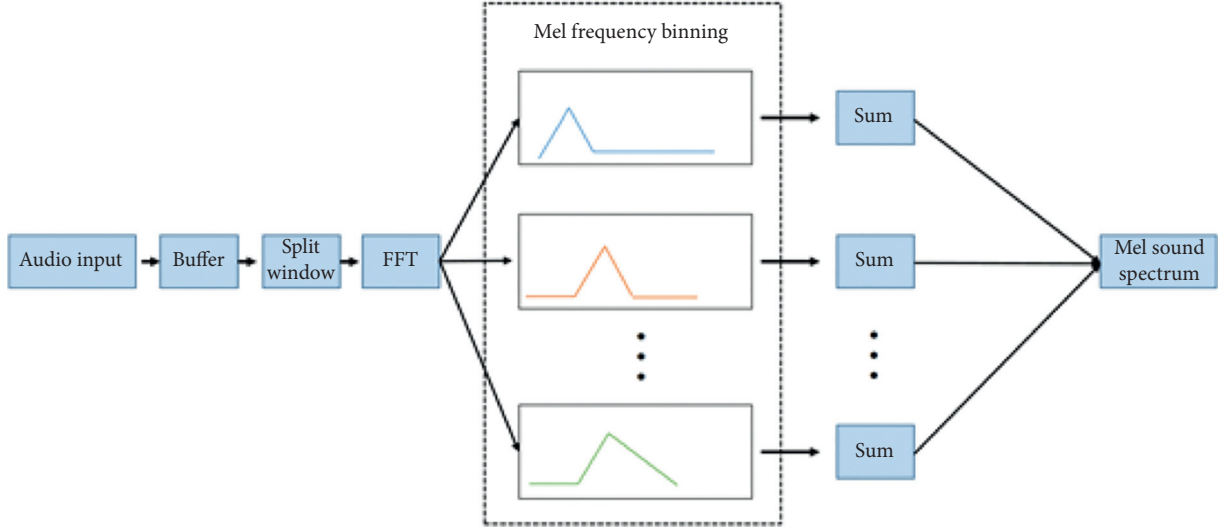 Mel frequency binning
Audio input
Buffer
Split
window
FFT
Sum
Sum
Sum
Mel sound
spectrum